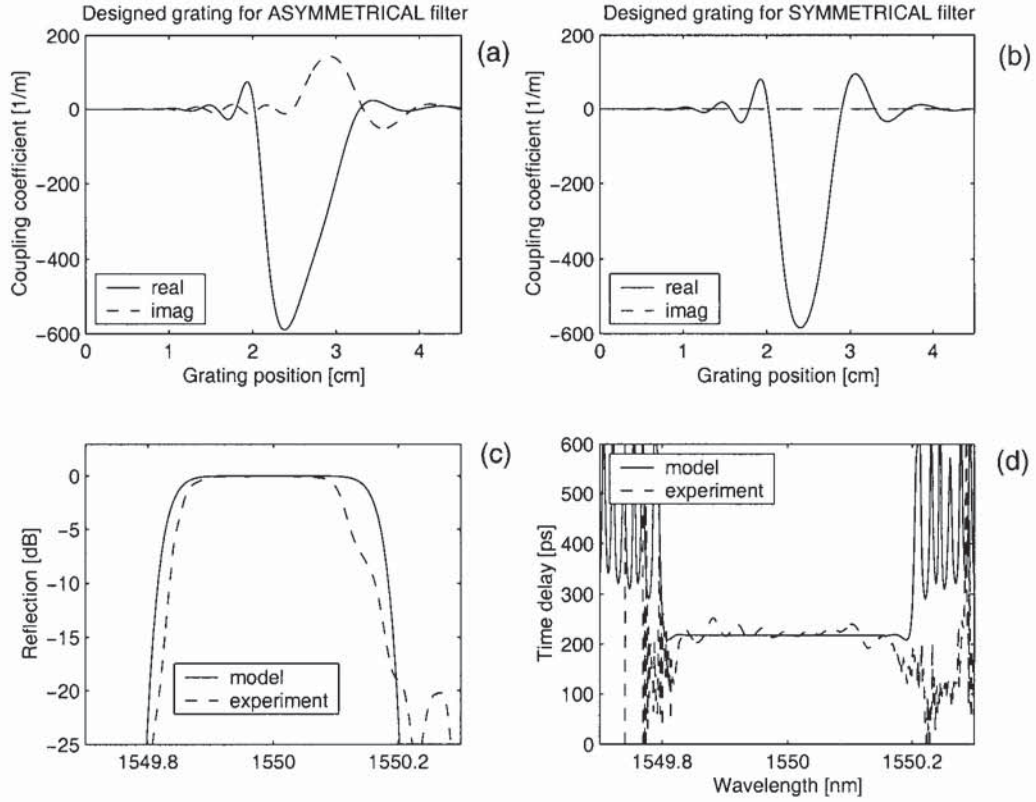 Designed grating for ASYMMETRICAL filter
Designed grating for SYMMETRICAL filter
(a)
Coupling coefficient [1/m]
200
0
−200
−400
−600
real
imag
0
1
2
3
4
Grating position [cm]
(b)
Coupling coefficient [1/m]
200
0
−200
−400
−600
real
imag
0
1
2
3
4
Grating position [cm]
(c)
Reflection [dB]
0
−5
−10
−15
−20
−25
model
experiment
1549.8
1550
1550.2
(d)
Time delay [ps]
600
500
400
300
200
100
0
model
experiment
1549.8
1550
1550.2
Wavelength [nm]